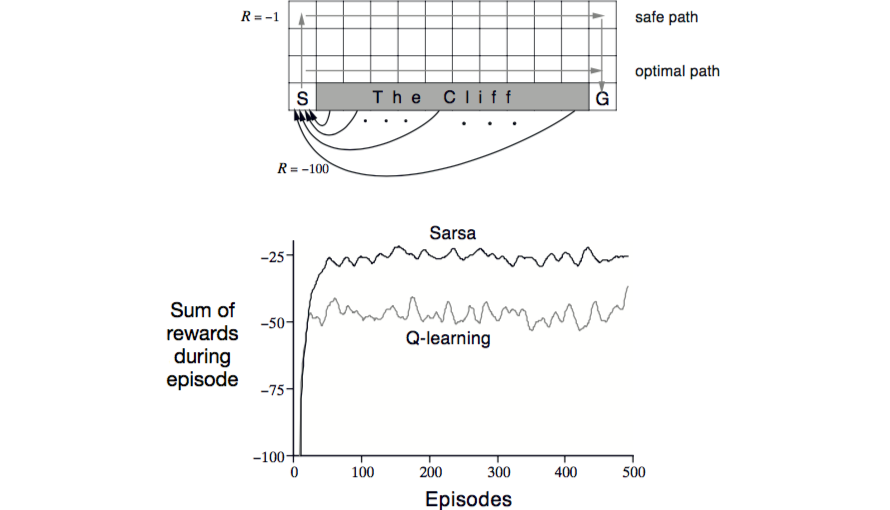 R = −1
safe path
optimal path
S
The Cliff
G
R = −100
Sarsa
−25
Sum of
rewards
during
episode
−50
Q-learning
−75
−100
0
100
200
300
400
500
Episodes